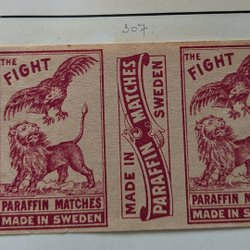 307.
THE
FIGHT
PARAFFIN MATCHES
MADE IN SWEDEN
MADE IN
PARAFFIN MATCHES
SWEDEN
THE
FIGHT
PARAFFIN MATCHES
MADE IN S